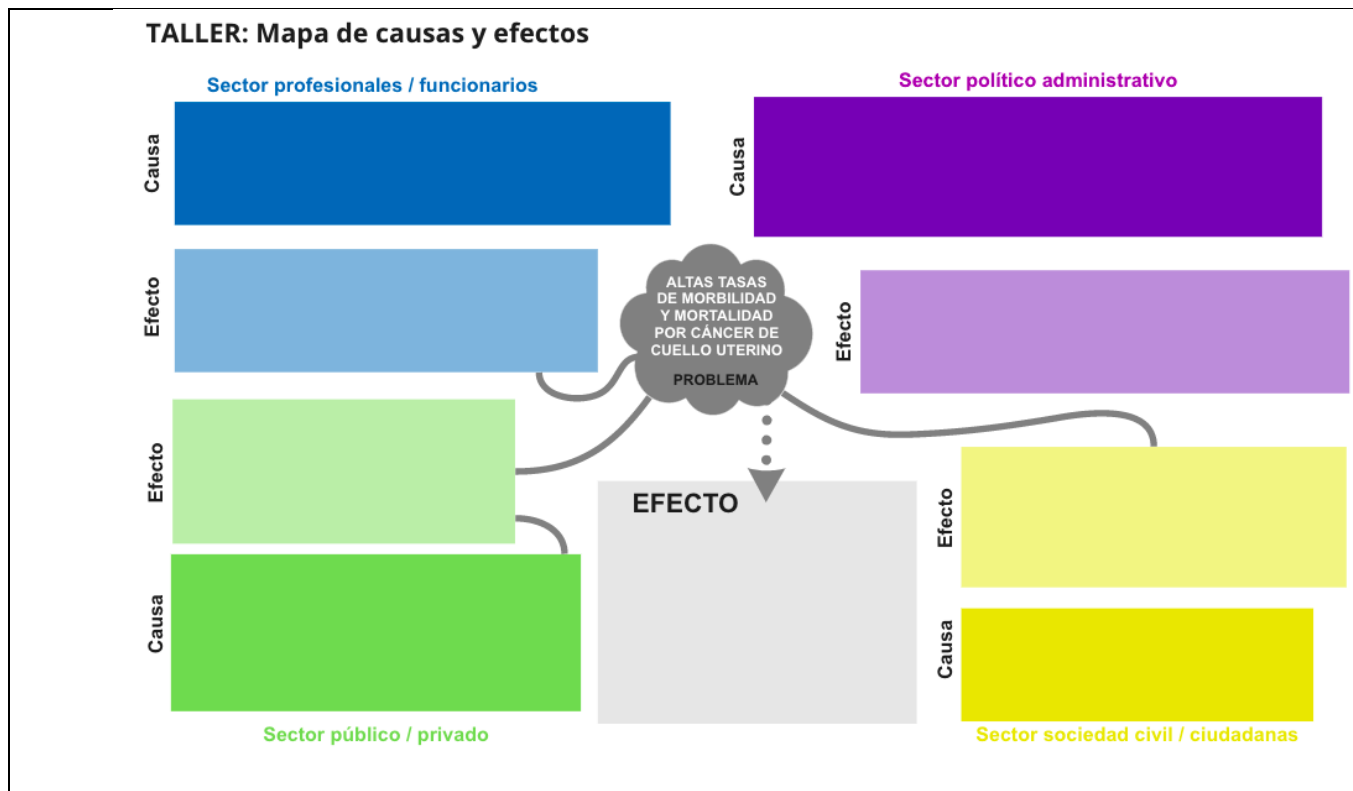 TALLER: Mapa de causas y efectos
Sector profesionales / funcionarios
Sector político administrativo
Causa
Causa
Efecto
ALTAS TASAS
DE MORBILIDAD
Y MORTALIDAD
POR CÁNCER DE
CUELLO UTERINO
PROBLEMA
Efecto
Efecto
EFECTO
Efecto
Causa
Causa
Sector público / privado
Sector sociedad civil / ciudadanas